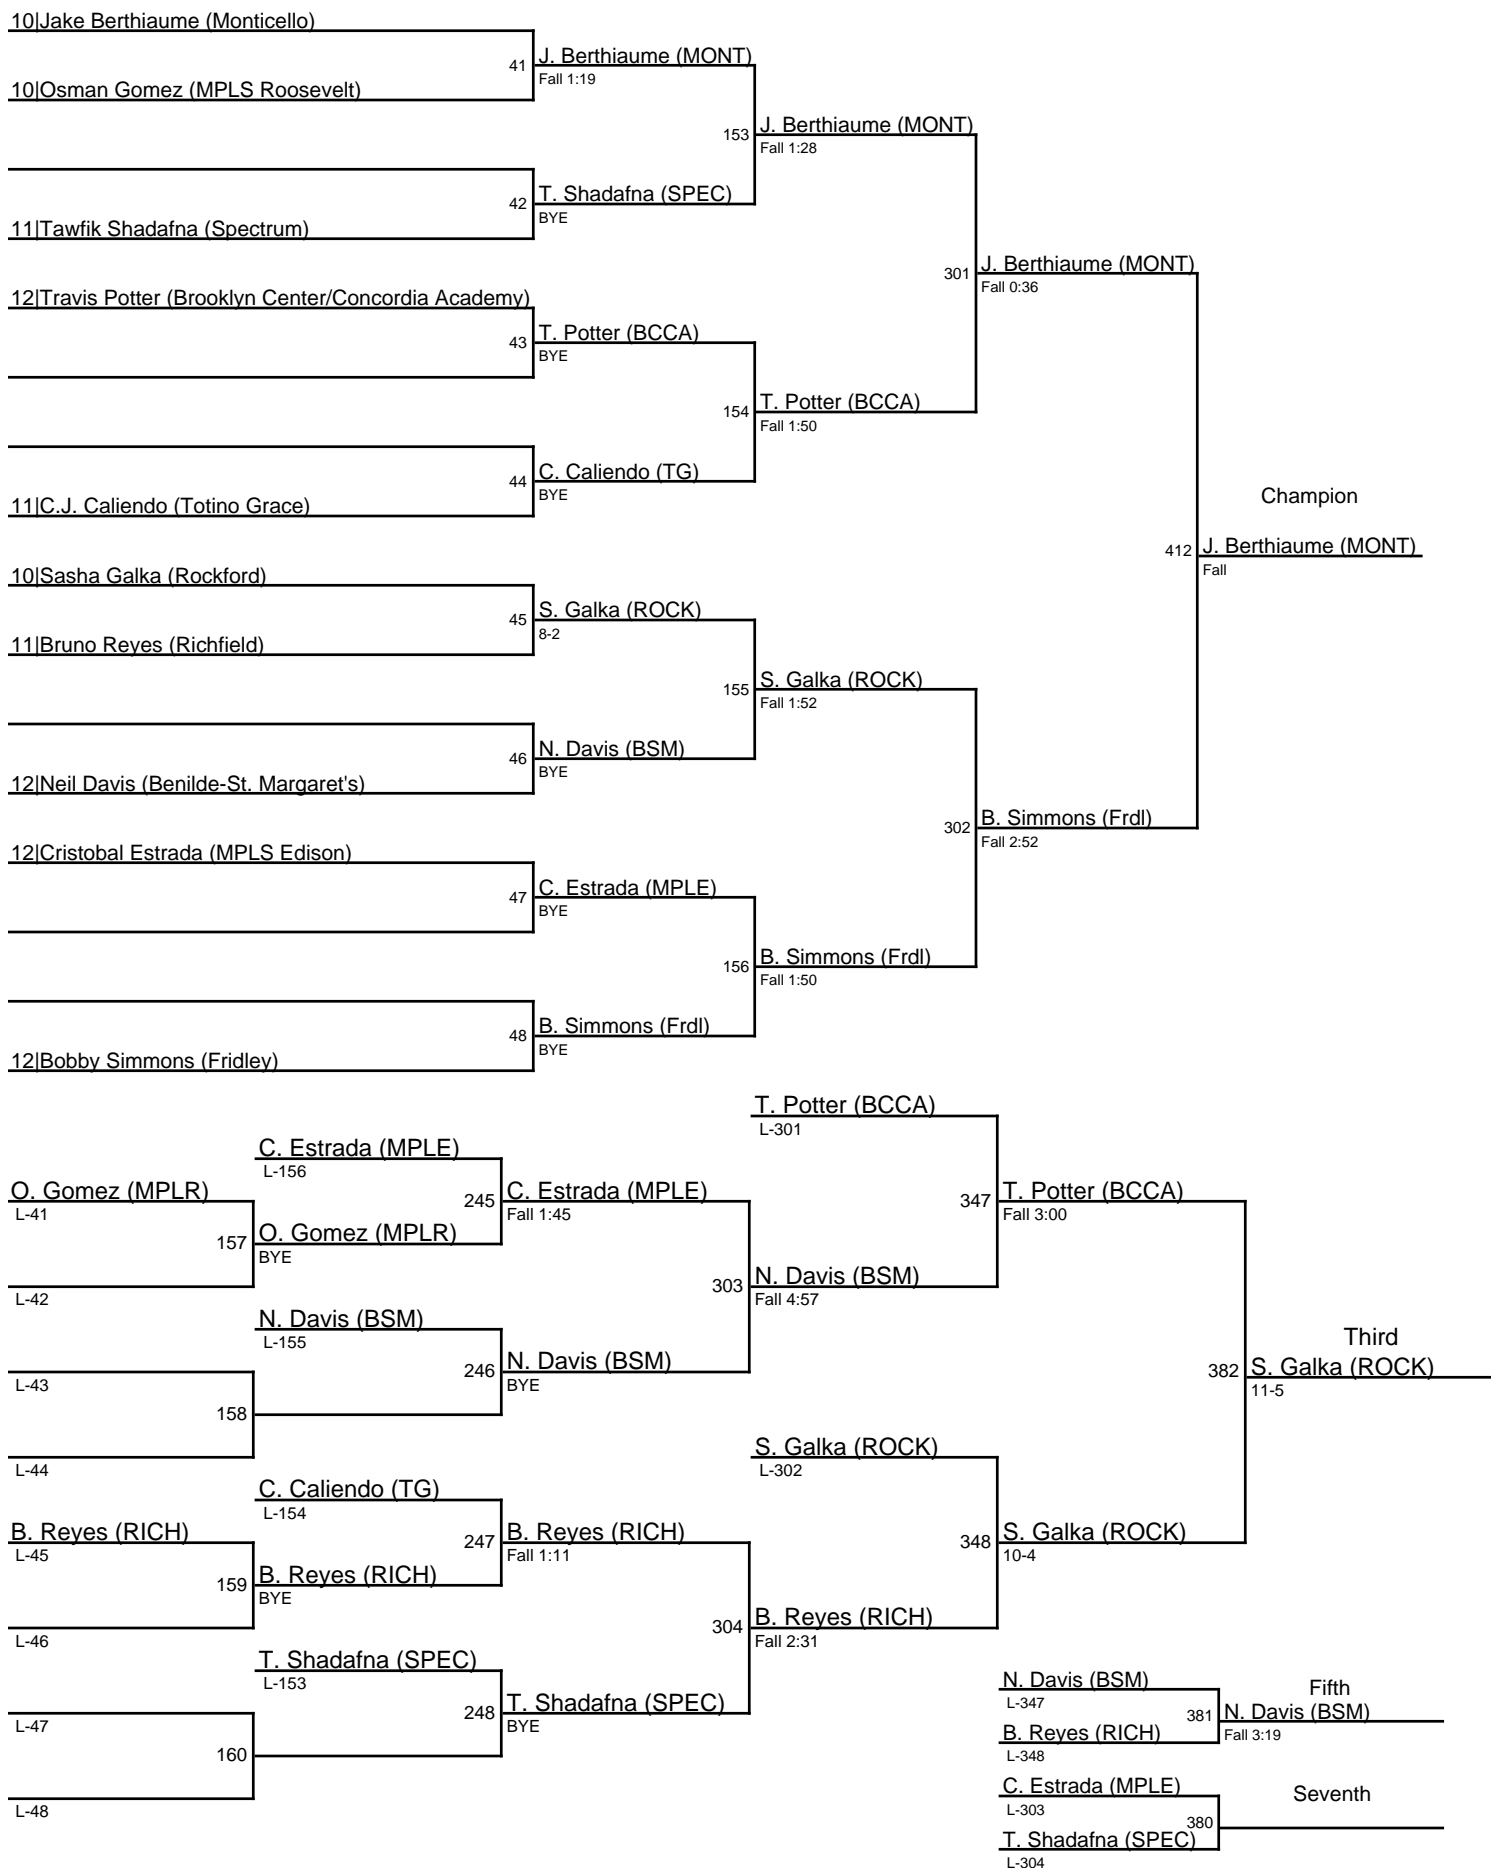 10|Jake Berthiaume (Monticello)
41
J. Berthiaume (MONT)
Fall 1:19
10|Osman Gomez (MPLS Roosevelt)
153
J. Berthiaume (MONT)
Fall 1:28
42
T. Shadafna (SPEC)
BYE
11|Tawfik Shadafna (Spectrum)
301
J. Berthiaume (MONT)
Fall 0:36
12|Travis Potter (Brooklyn Center/Concordia Academy)
43
T. Potter (BCCA)
BYE
154
T. Potter (BCCA)
Fall 1:50
44
C. Caliendo (TG)
BYE
11|C.J. Caliendo (Totino Grace)
Champion
412
J. Berthiaume (MONT)
Fall
10|Sasha Galka (Rockford)
45
S. Galka (ROCK)
8-2
11|Bruno Reyes (Richfield)
155
S. Galka (ROCK)
Fall 1:52
46
N. Davis (BSM)
BYE
12|Neil Davis (Benilde-St. Margaret's)
302
B. Simmons (Frdl)
Fall 2:52
12|Cristobal Estrada (MPLS Edison)
47
C. Estrada (MPLE)
BYE
156
B. Simmons (Frdl)
Fall 1:50
48
B. Simmons (Frdl)
BYE
12|Bobby Simmons (Fridley)
T. Potter (BCCA)
L-301
C. Estrada (MPLE)
L-156
O. Gomez (MPLR)
L-41
245
C. Estrada (MPLE)
Fall 1:45
347
T. Potter (BCCA)
Fall 3:00
157
O. Gomez (MPLR)
BYE
L-42
303
N. Davis (BSM)
Fall 4:57
N. Davis (BSM)
L-155
Third
L-43
246
N. Davis (BSM)
BYE
382
S. Galka (ROCK)
11-5
158
L-44
S. Galka (ROCK)
L-302
C. Caliendo (TG)
L-154
B. Reyes (RICH)
L-45
247
B. Reyes (RICH)
Fall 1:11
348
S. Galka (ROCK)
10-4
159
B. Reyes (RICH)
BYE
L-46
304
B. Reyes (RICH)
Fall 2:31
T. Shadafna (SPEC)
L-153
L-47
248
T. Shadafna (SPEC)
BYE
160
L-48
N. Davis (BSM)
L-347
Fifth
381
N. Davis (BSM)
Fall 3:19
B. Reyes (RICH)
L-348
C. Estrada (MPLE)
L-303
Seventh
380
T. Shadafna (SPEC)
L-304